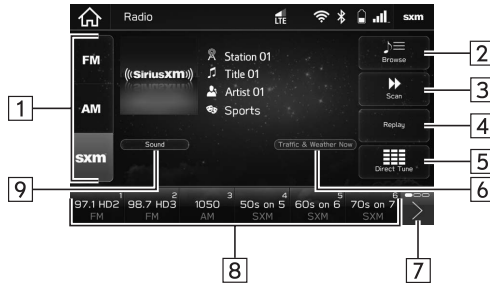 Radio
LTE
sxm
FM
AM
sxm
((SiriusXM))
Station 01
Title 01
Artist 01
Sports
Browse
Scan
Replay
Direct Tune
Sound
Traffic & Weather Now
1 2 3 4 5 6
97.1 HD2 98.7 HD3 1050 50s on 5 60s on 6 70s on 7
FM FM AM SXM SXM SXM
1
2
3
4
5
6
7
8
9